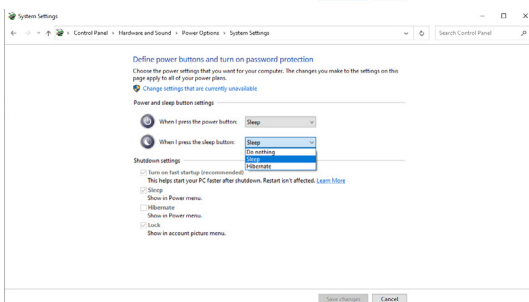 System Settings
Control Panel > Hardware and Sound > Power Options > System Settings
Search Control Panel
Define power buttons and turn on password protection
Choose the power settings that you want for your computer. The changes you make to the settings on this
page apply to all of your power plans.
Change settings that are currently unavailable
Power and sleep button settings
When I press the power button: Sleep
When I press the sleep button: Sleep
Do nothing
Sleep
Hibernate
Shutdown settings
Turn on fast startup (recommended)
This helps start your PC faster after shutdown. Restart isn't affected. Learn More
Sleep
Show in Power menu.
Hibernate
Show in Power menu.
Lock
Show in account picture menu.
Save changes Cancel